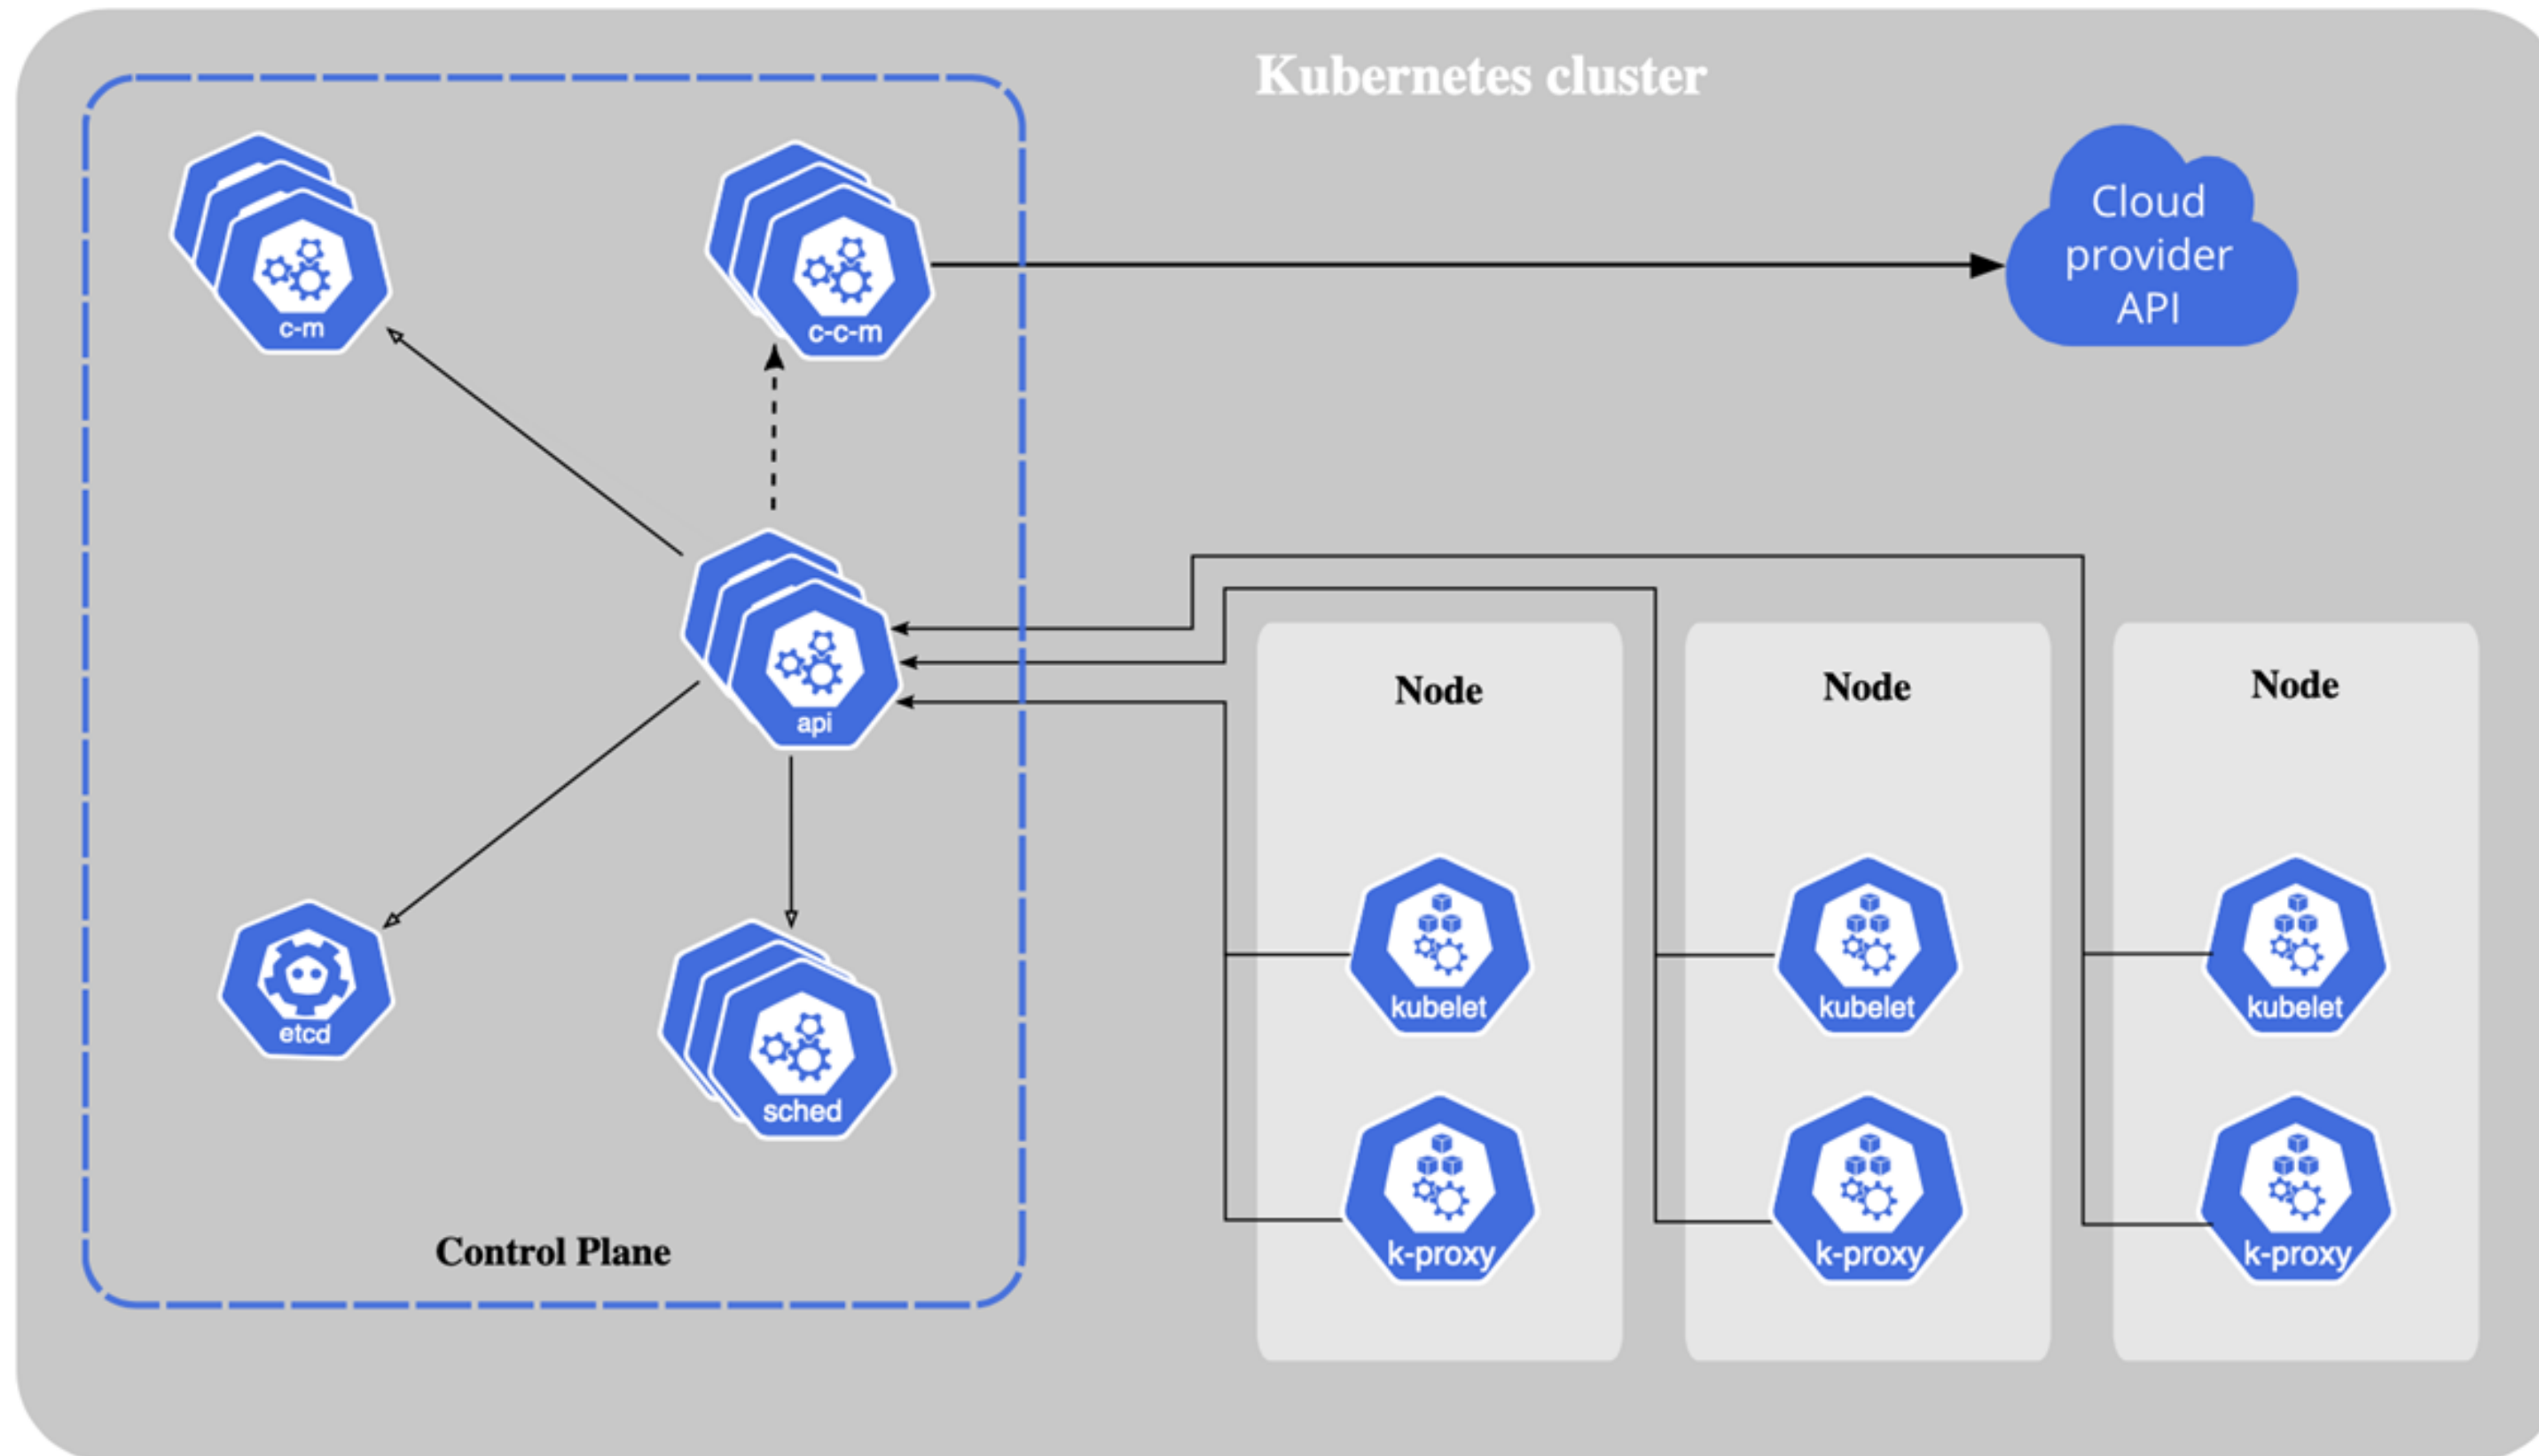 Kubernetes cluster
c-m
c-c-m
Cloud
provider
API
api
Node
Node
Node
etcd
sched
kubelet
kubelet
kubelet
k-proxy
k-proxy
k-proxy
Control Plane